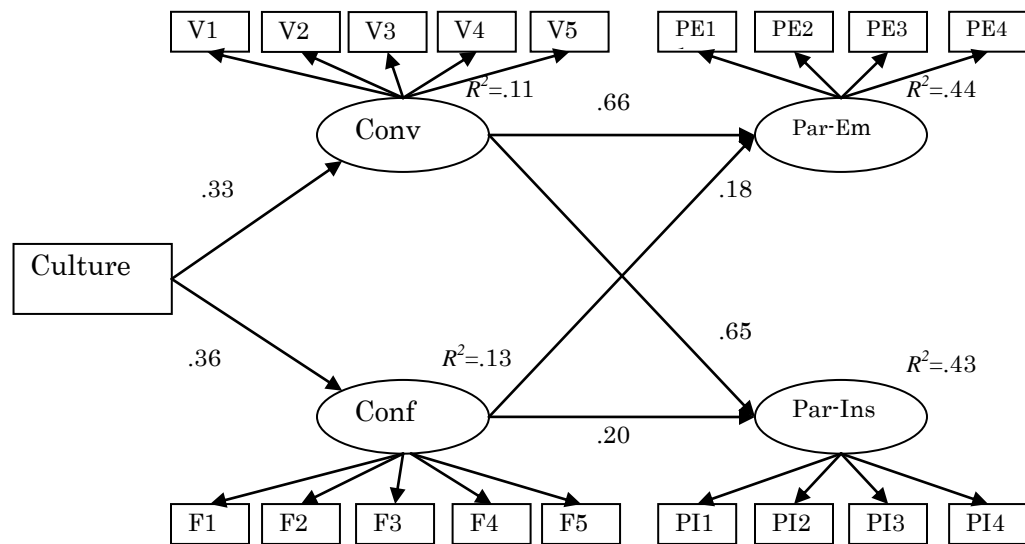 V1 V2 V3 V4 V5 PE1 PE2 PE3 PE4
R²=.11 .66 R²=.44
Conv Par-Em
.33 .18
Culture
.36 R²=.13 .65 R²=.43
Conf Par-Ins
.20
F1 F2 F3 F4 F5 PI1 PI2 PI3 PI4